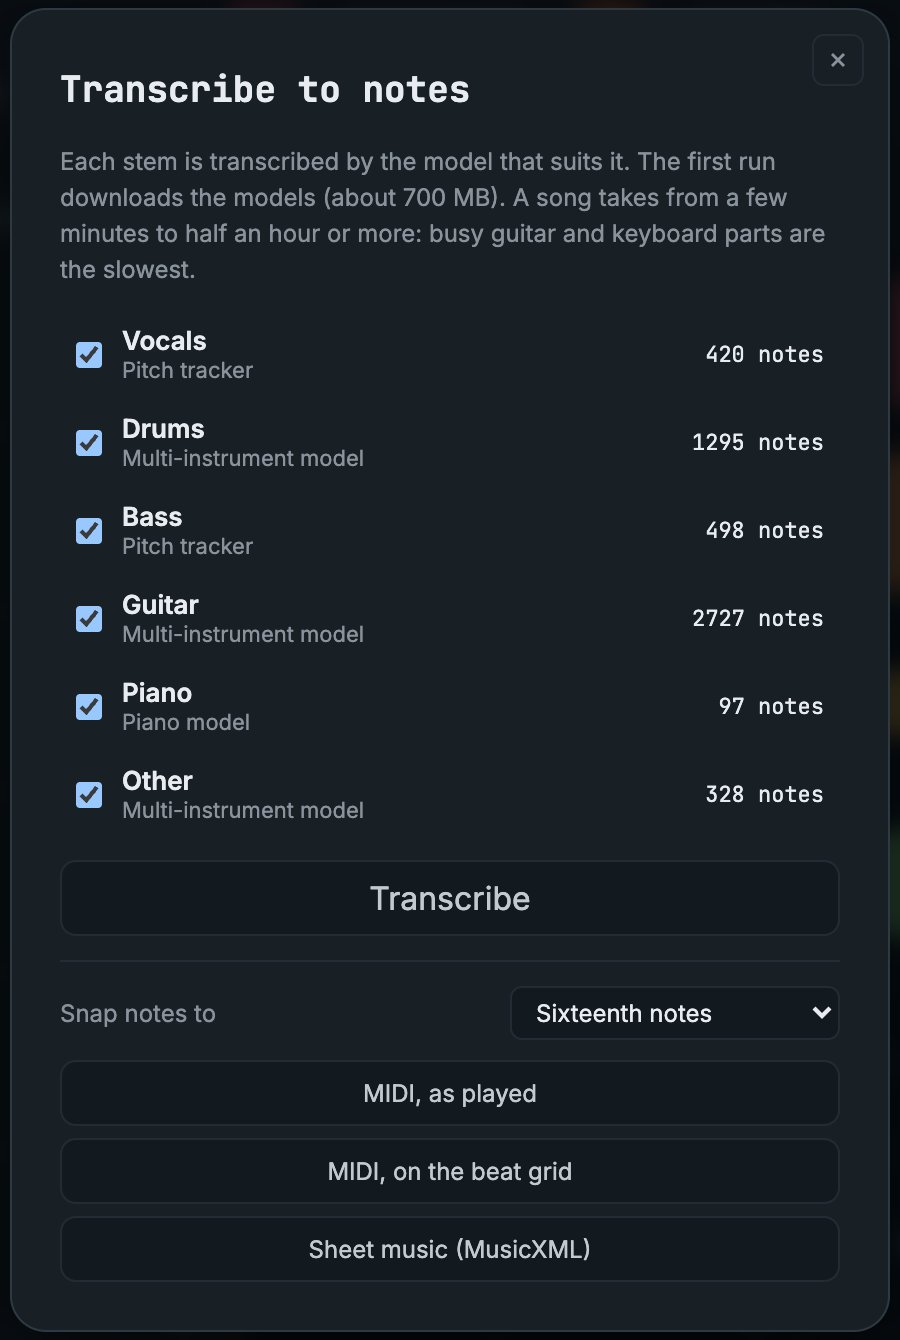 Transcribe to notes
Each stem is transcribed by the model that suits it. The first run
downloads the models (about 700 MB). A song takes from a few
minutes to half an hour or more: busy guitar and keyboard parts are
the slowest.
Vocals
Pitch tracker
420 notes
Drums
Multi-instrument model
1295 notes
Bass
Pitch tracker
498 notes
Guitar
Multi-instrument model
2727 notes
Piano
Piano model
97 notes
Other
Multi-instrument model
328 notes
Transcribe
Snap notes to
Sixteenth notes
MIDI, as played
MIDI, on the beat grid
Sheet music (MusicXML)